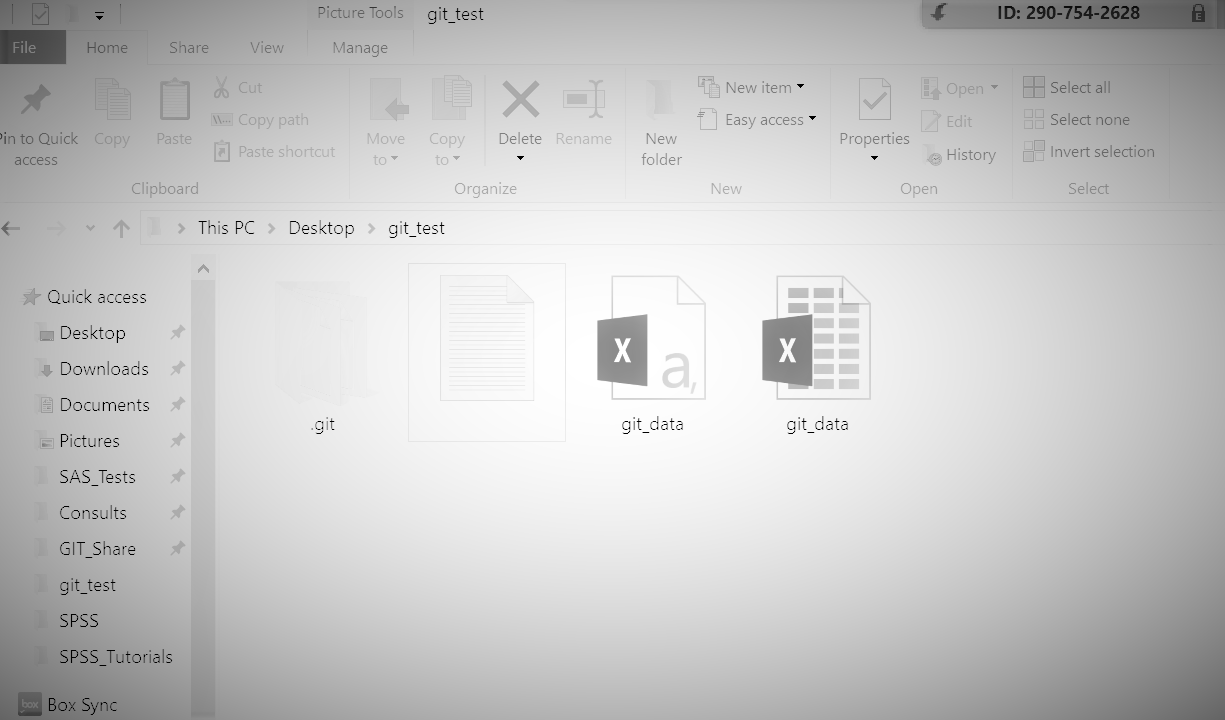 Picture Tools git_test ID: 290-754-2628
File Home Share View Manage
Pin to Quick access
Copy
Paste
Cut
Copy path
Paste shortcut
Clipboard
Move to
Copy to
Delete
Rename
Organize
New folder
New item
Easy access
New
Properties
Open
Edit
History
Open
Select all
Select none
Invert selection
Select
This PC Desktop git_test
Quick access
Desktop
Downloads
Documents
Pictures
SAS_Tests
Consults
GIT_Share
git_test
SPSS
SPSS_Tutorials
box Box Sync
.git
X a,
git_data
X
git_data